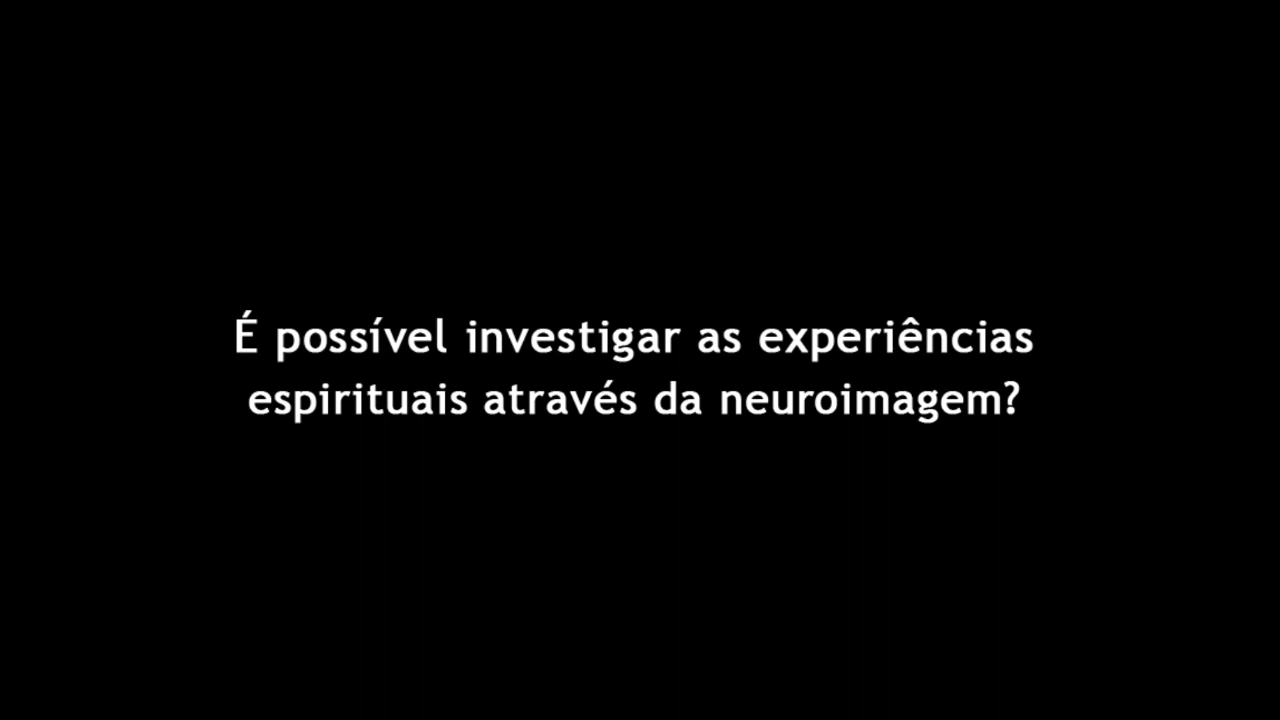 É possível investigar as experiências
espirituais através da neuroimagem?